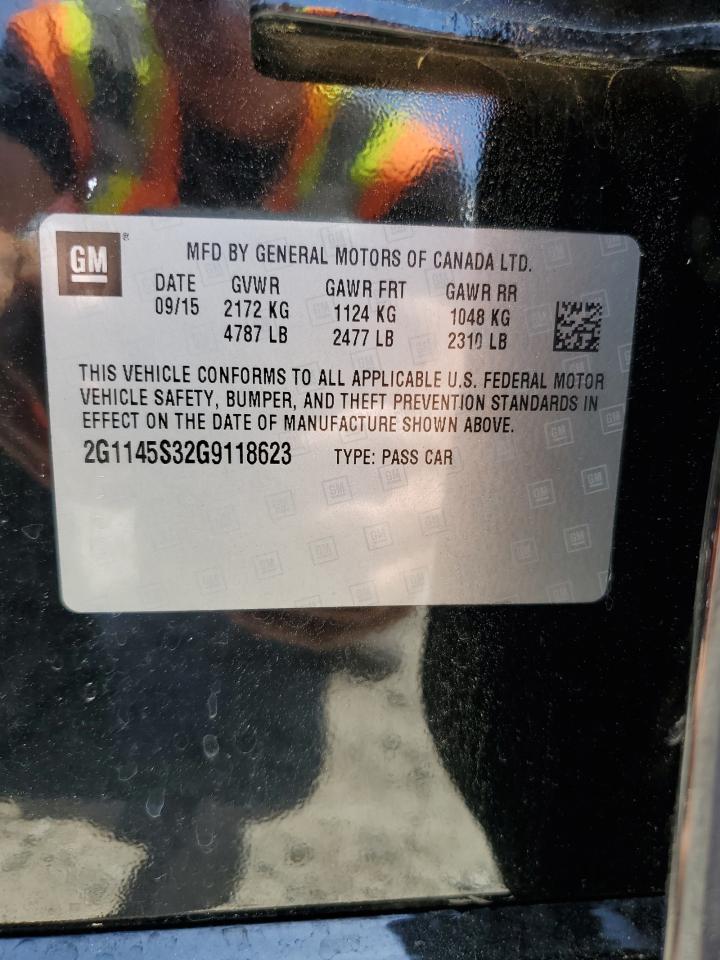 GM ®
MFD BY GENERAL MOTORS OF CANADA LTD.
DATE GVWR GAWR FRT GAWR RR
09/15 2172 KG 1124 KG 1048 KG
4787 LB 2477 LB 2310 LB
THIS VEHICLE CONFORMS TO ALL APPLICABLE U.S. FEDERAL MOTOR
VEHICLE SAFETY, BUMPER, AND THEFT PREVENTION STANDARDS IN
EFFECT ON THE DATE OF MANUFACTURE SHOWN ABOVE.
2G1145S32G9118623 TYPE: PASS CAR